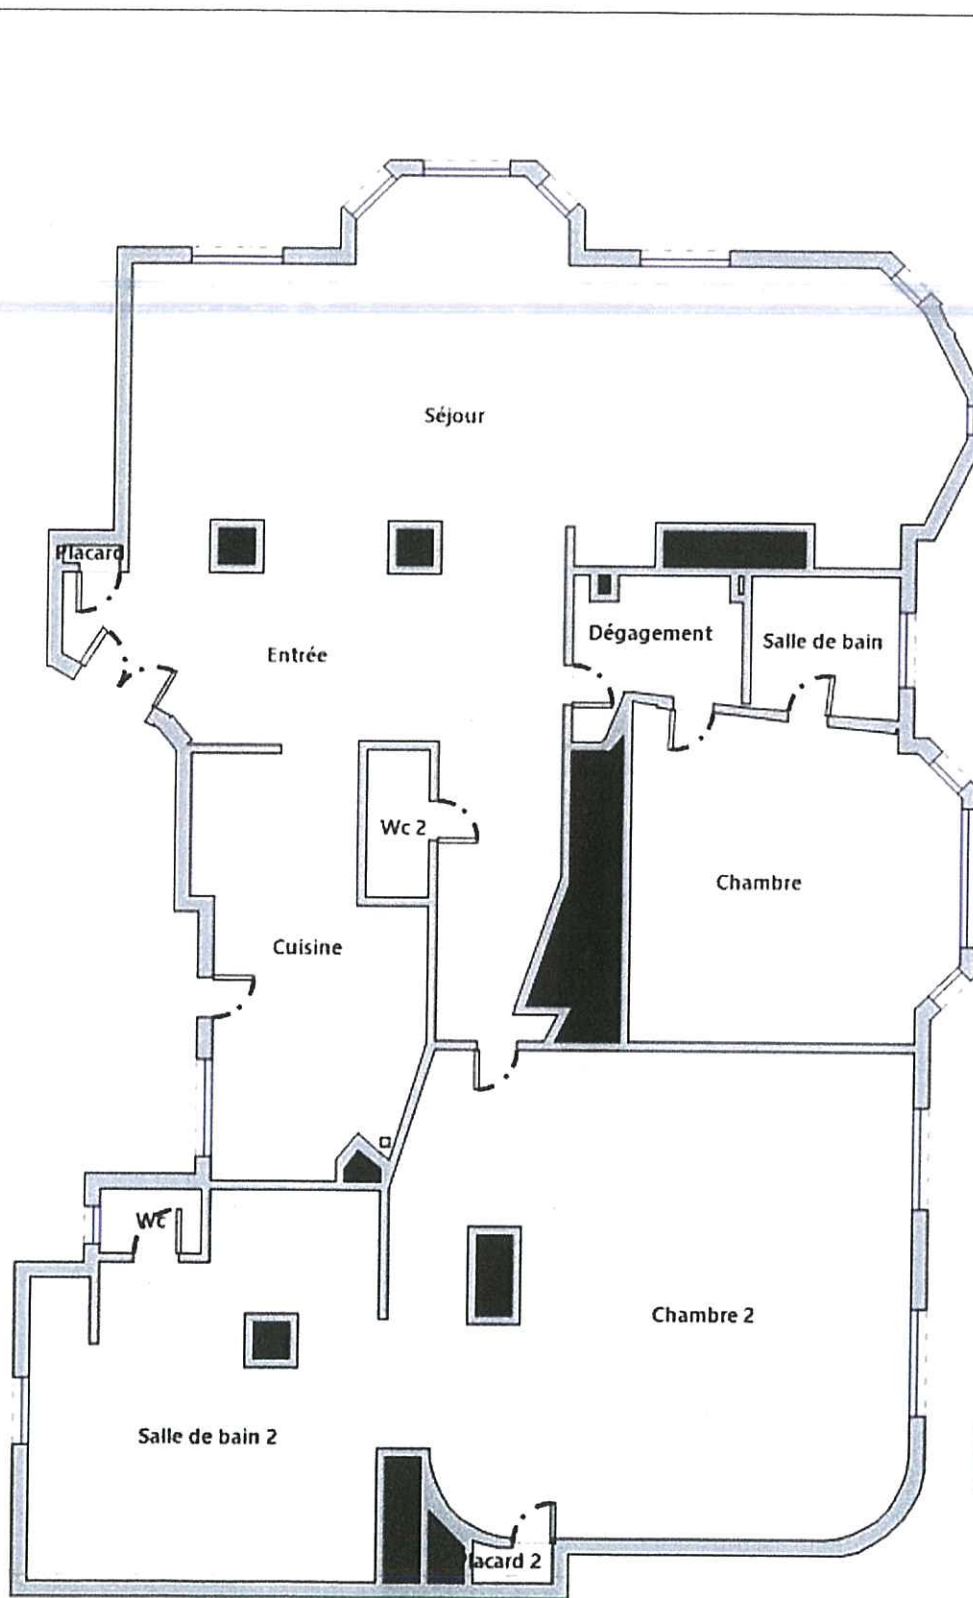 Séjour
Placard
Entrée
Dégagement
Salle de bain
Wc 2
Chambre
Cuisine
Wc
Chambre 2
Salle de bain 2
Placard 2